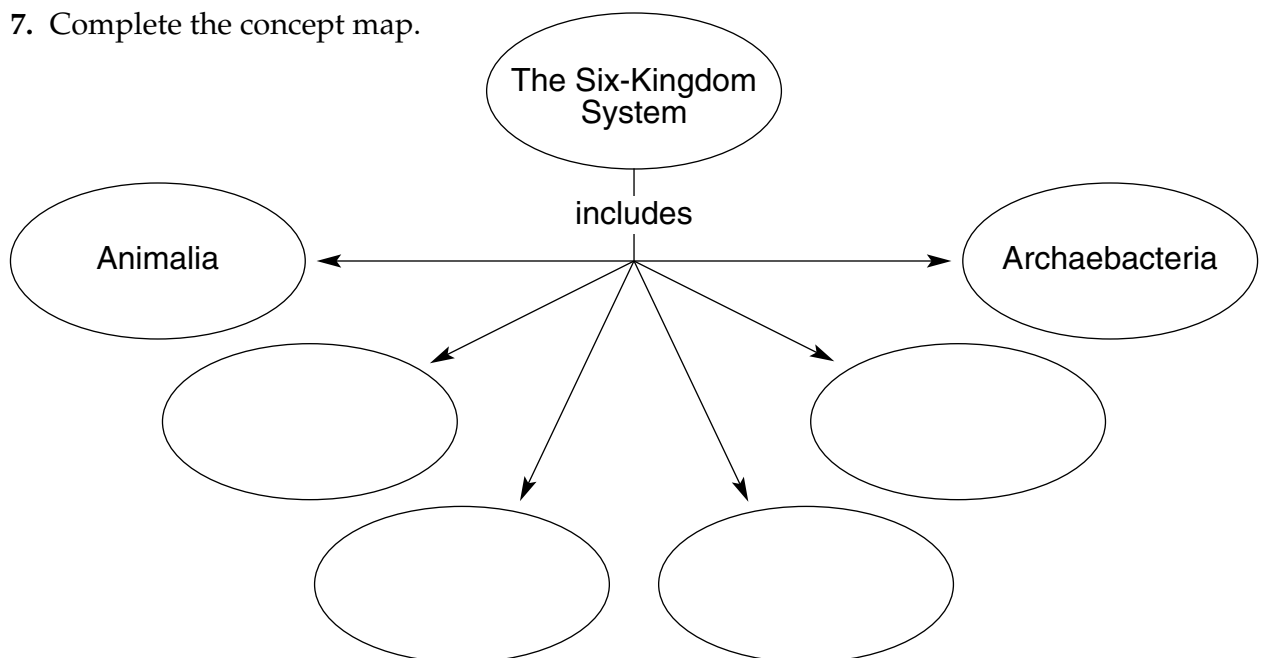 7. Complete the concept map.
The Six-Kingdom
System
includes
Animalia
Archaebacteria